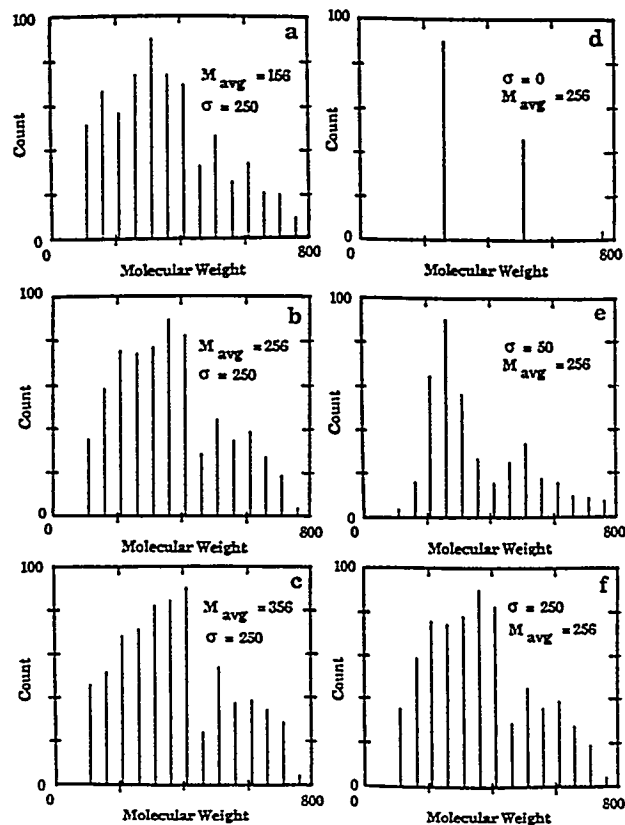 a
100
M avg = 156
σ = 250
Count
0
0
800
Molecular Weight
b
100
M avg = 256
σ = 250
Count
0
0
800
Molecular Weight
c
100
M avg = 356
σ = 250
Count
0
0
800
Molecular Weight
d
100
σ = 0
M avg = 256
Count
0
0
800
Molecular Weight
e
100
σ = 50
M avg = 256
Count
0
0
800
Molecular Weight
f
100
σ = 250
M avg = 256
Count
0
0
800
Molecular Weight